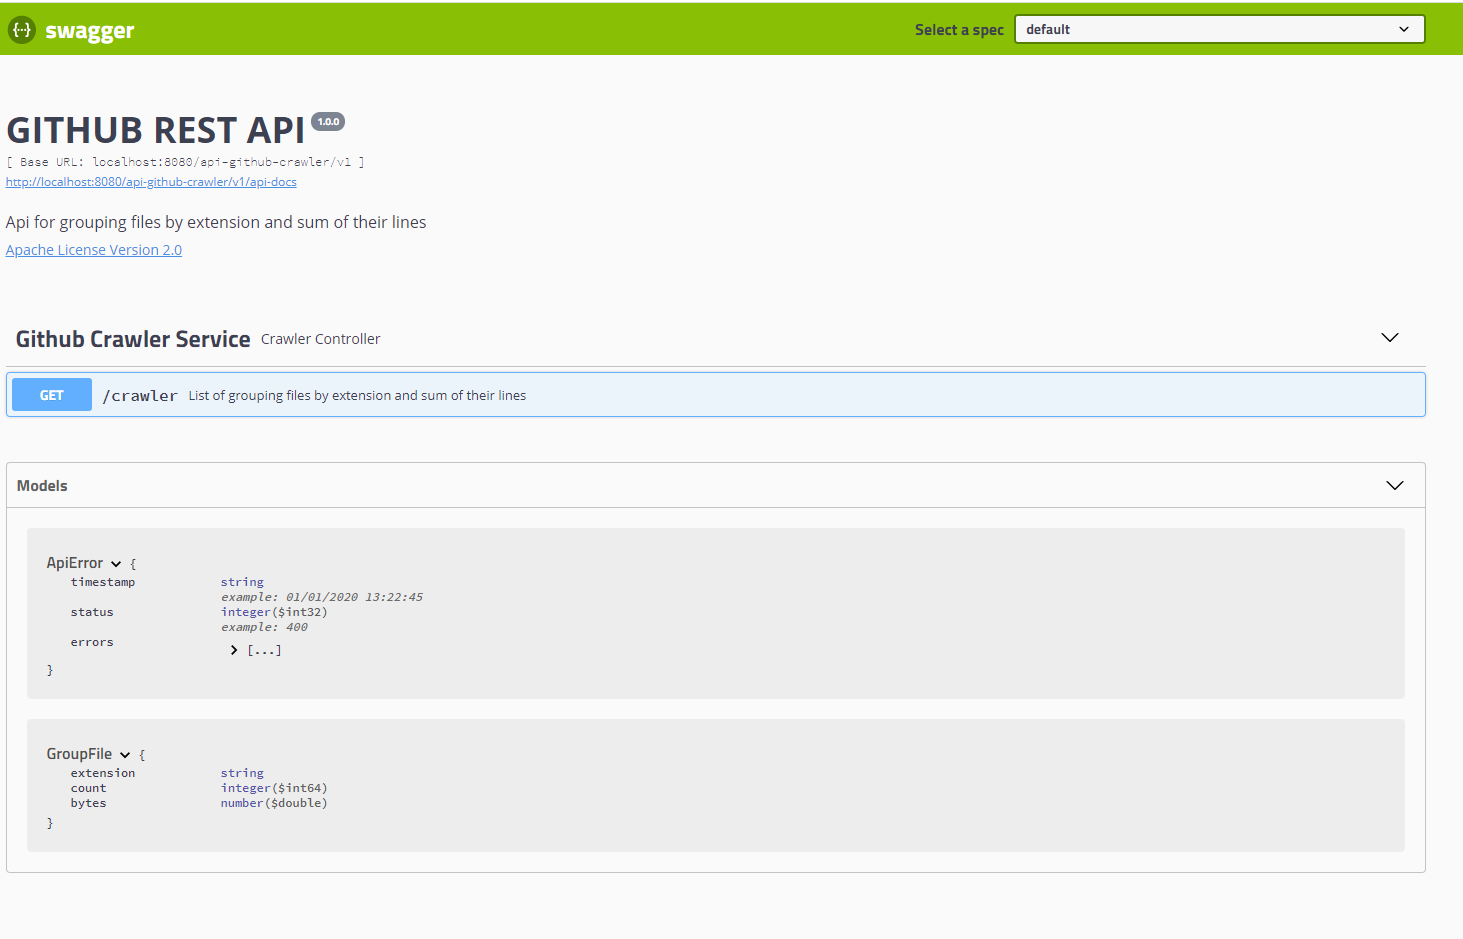 {··} swagger
Select a spec default
GITHUB REST API 1.0.0
[ Base URL: localhost:8080/api-github-crawler/v1 ]
http://localhost:8080/api-github-crawler/v1/api-docs
Api for grouping files by extension and sum of their lines
Apache License Version 2.0
Github Crawler Service Crawler Controller
GET /crawler List of grouping files by extension and sum of their lines
Models
ApiError {
timestamp string
example: 01/01/2020 13:22:45
status integer($int32)
example: 400
errors
[...]
}
GroupFile {
extension string
count integer($int64)
bytes number($double)
}